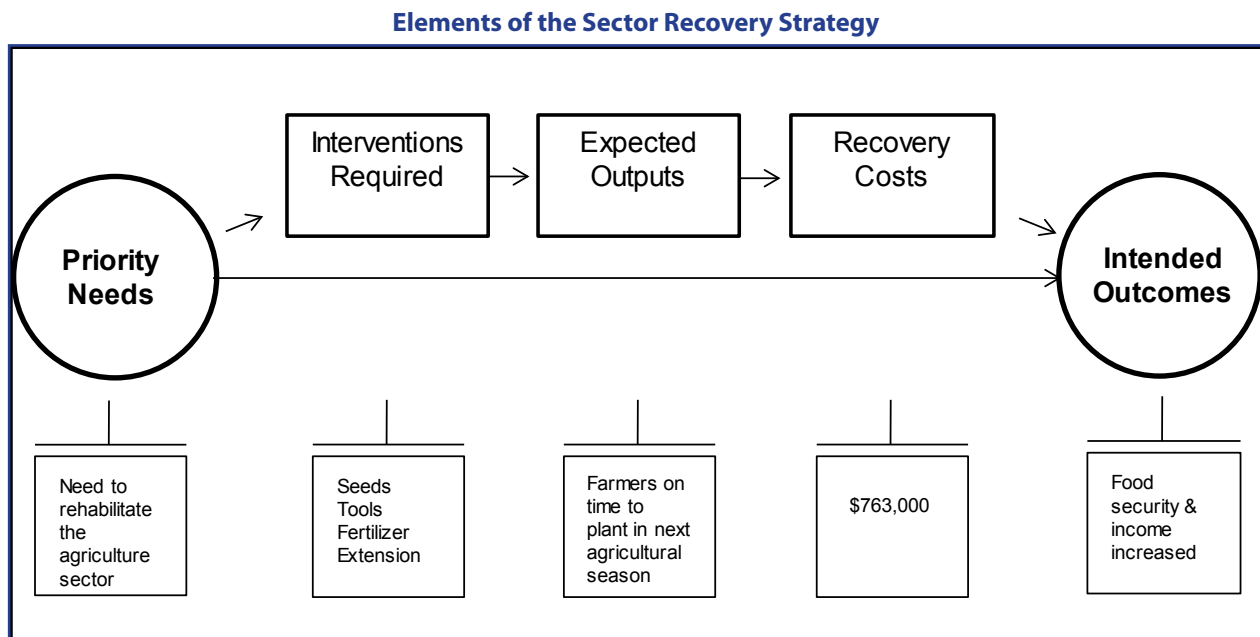 Elements of the Sector Recovery Strategy
Interventions
Required
Expected
Outputs
Recovery
Costs
Priority
Needs
Intended
Outcomes
Need to
rehabilitate
the
agriculture
sector
Seeds
Tools
Fertilizer
Extension
Farmers on
time to
plant in next
agricultural
season
$763,000
Food
security &
income
increased